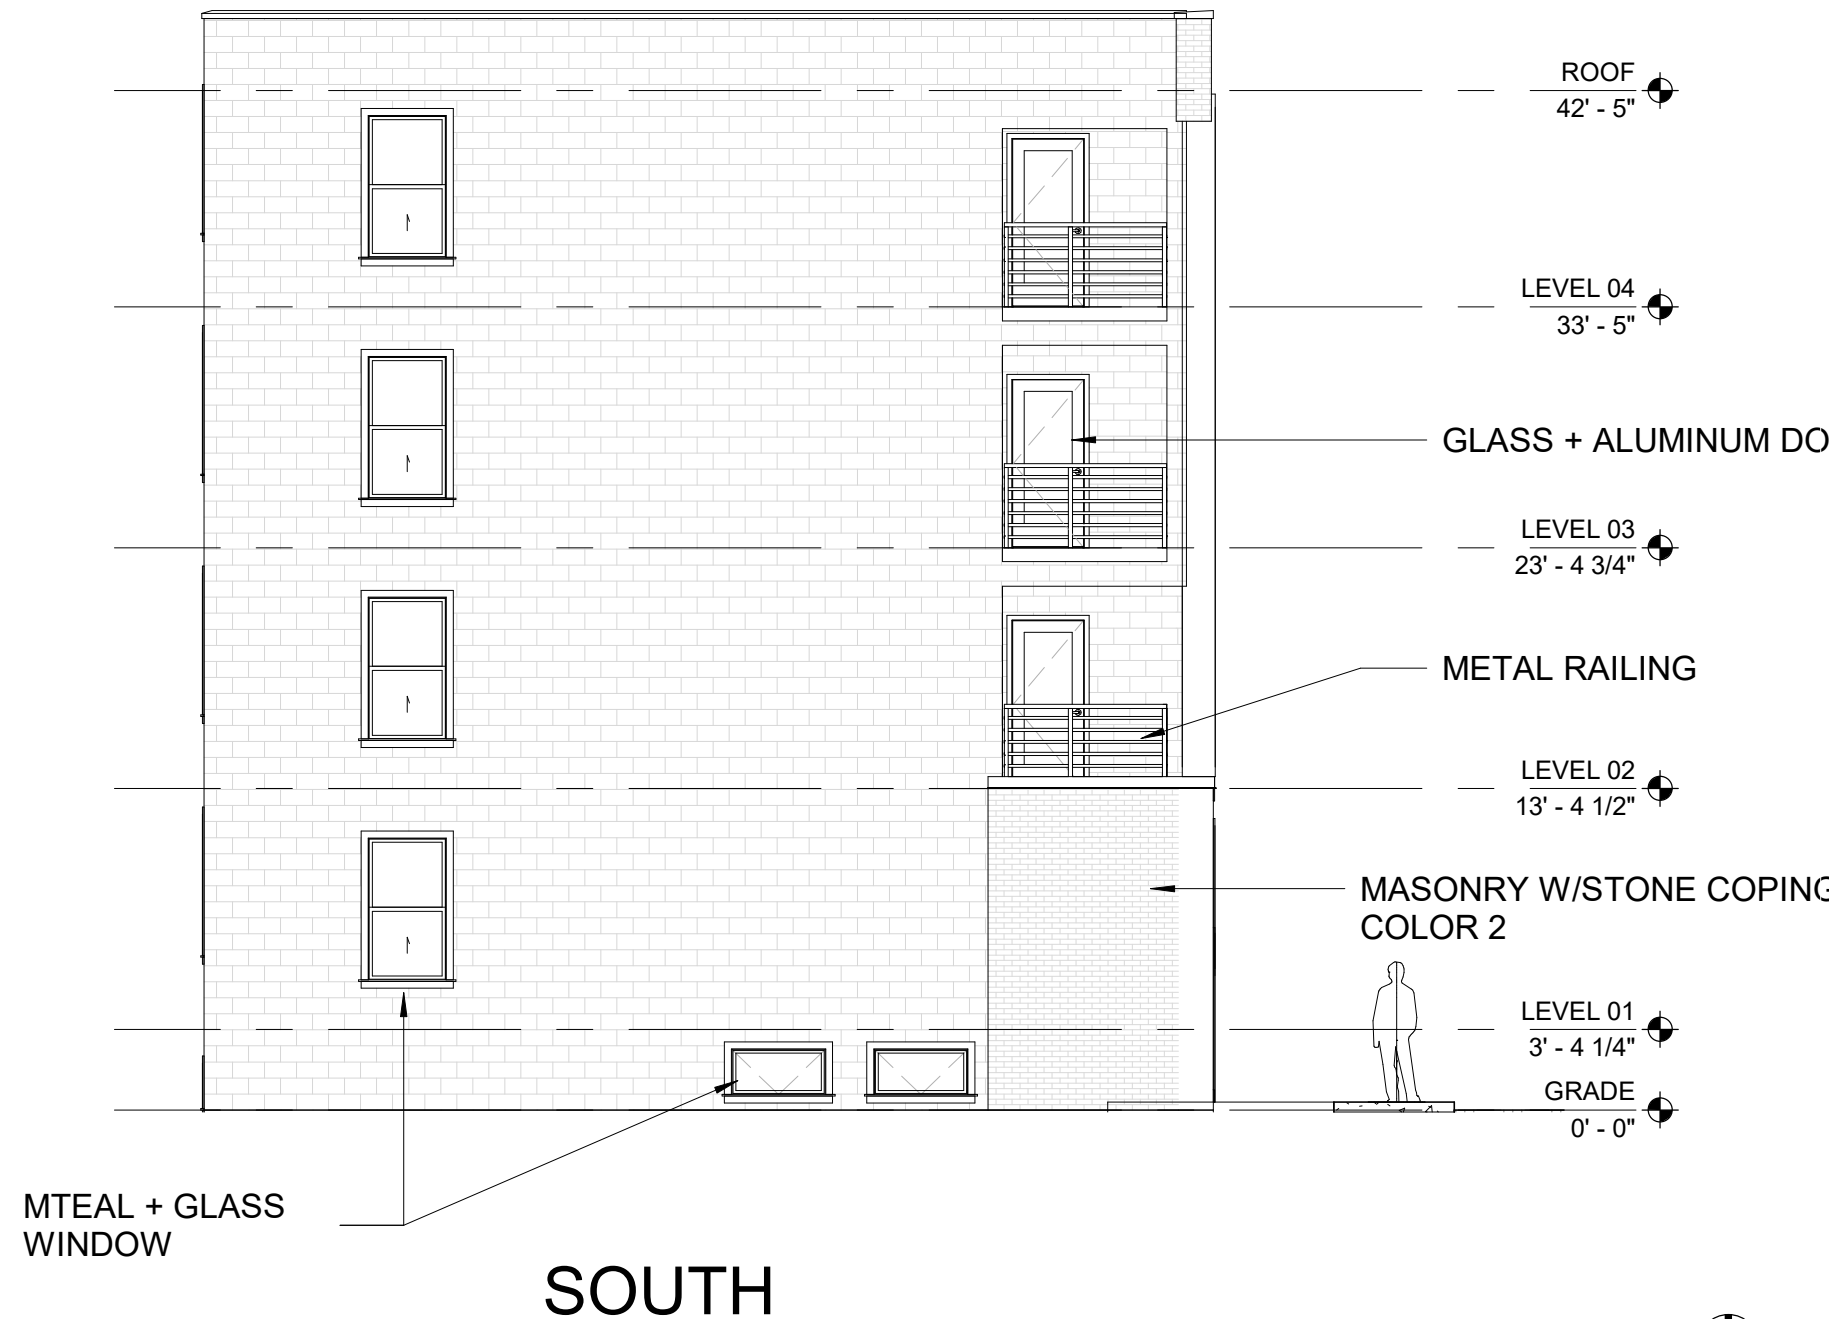 ROOF
42' - 5"
LEVEL 04
33' - 5"
GLASS + ALUMINUM DO
LEVEL 03
23' - 4 3/4"
METAL RAILING
LEVEL 02
13' - 4 1/2"
MASONRY W/STONE COPING
COLOR 2
LEVEL 01
3' - 4 1/4"
GRADE
0' - 0"
MTEAL + GLASS
WINDOW
SOUTH